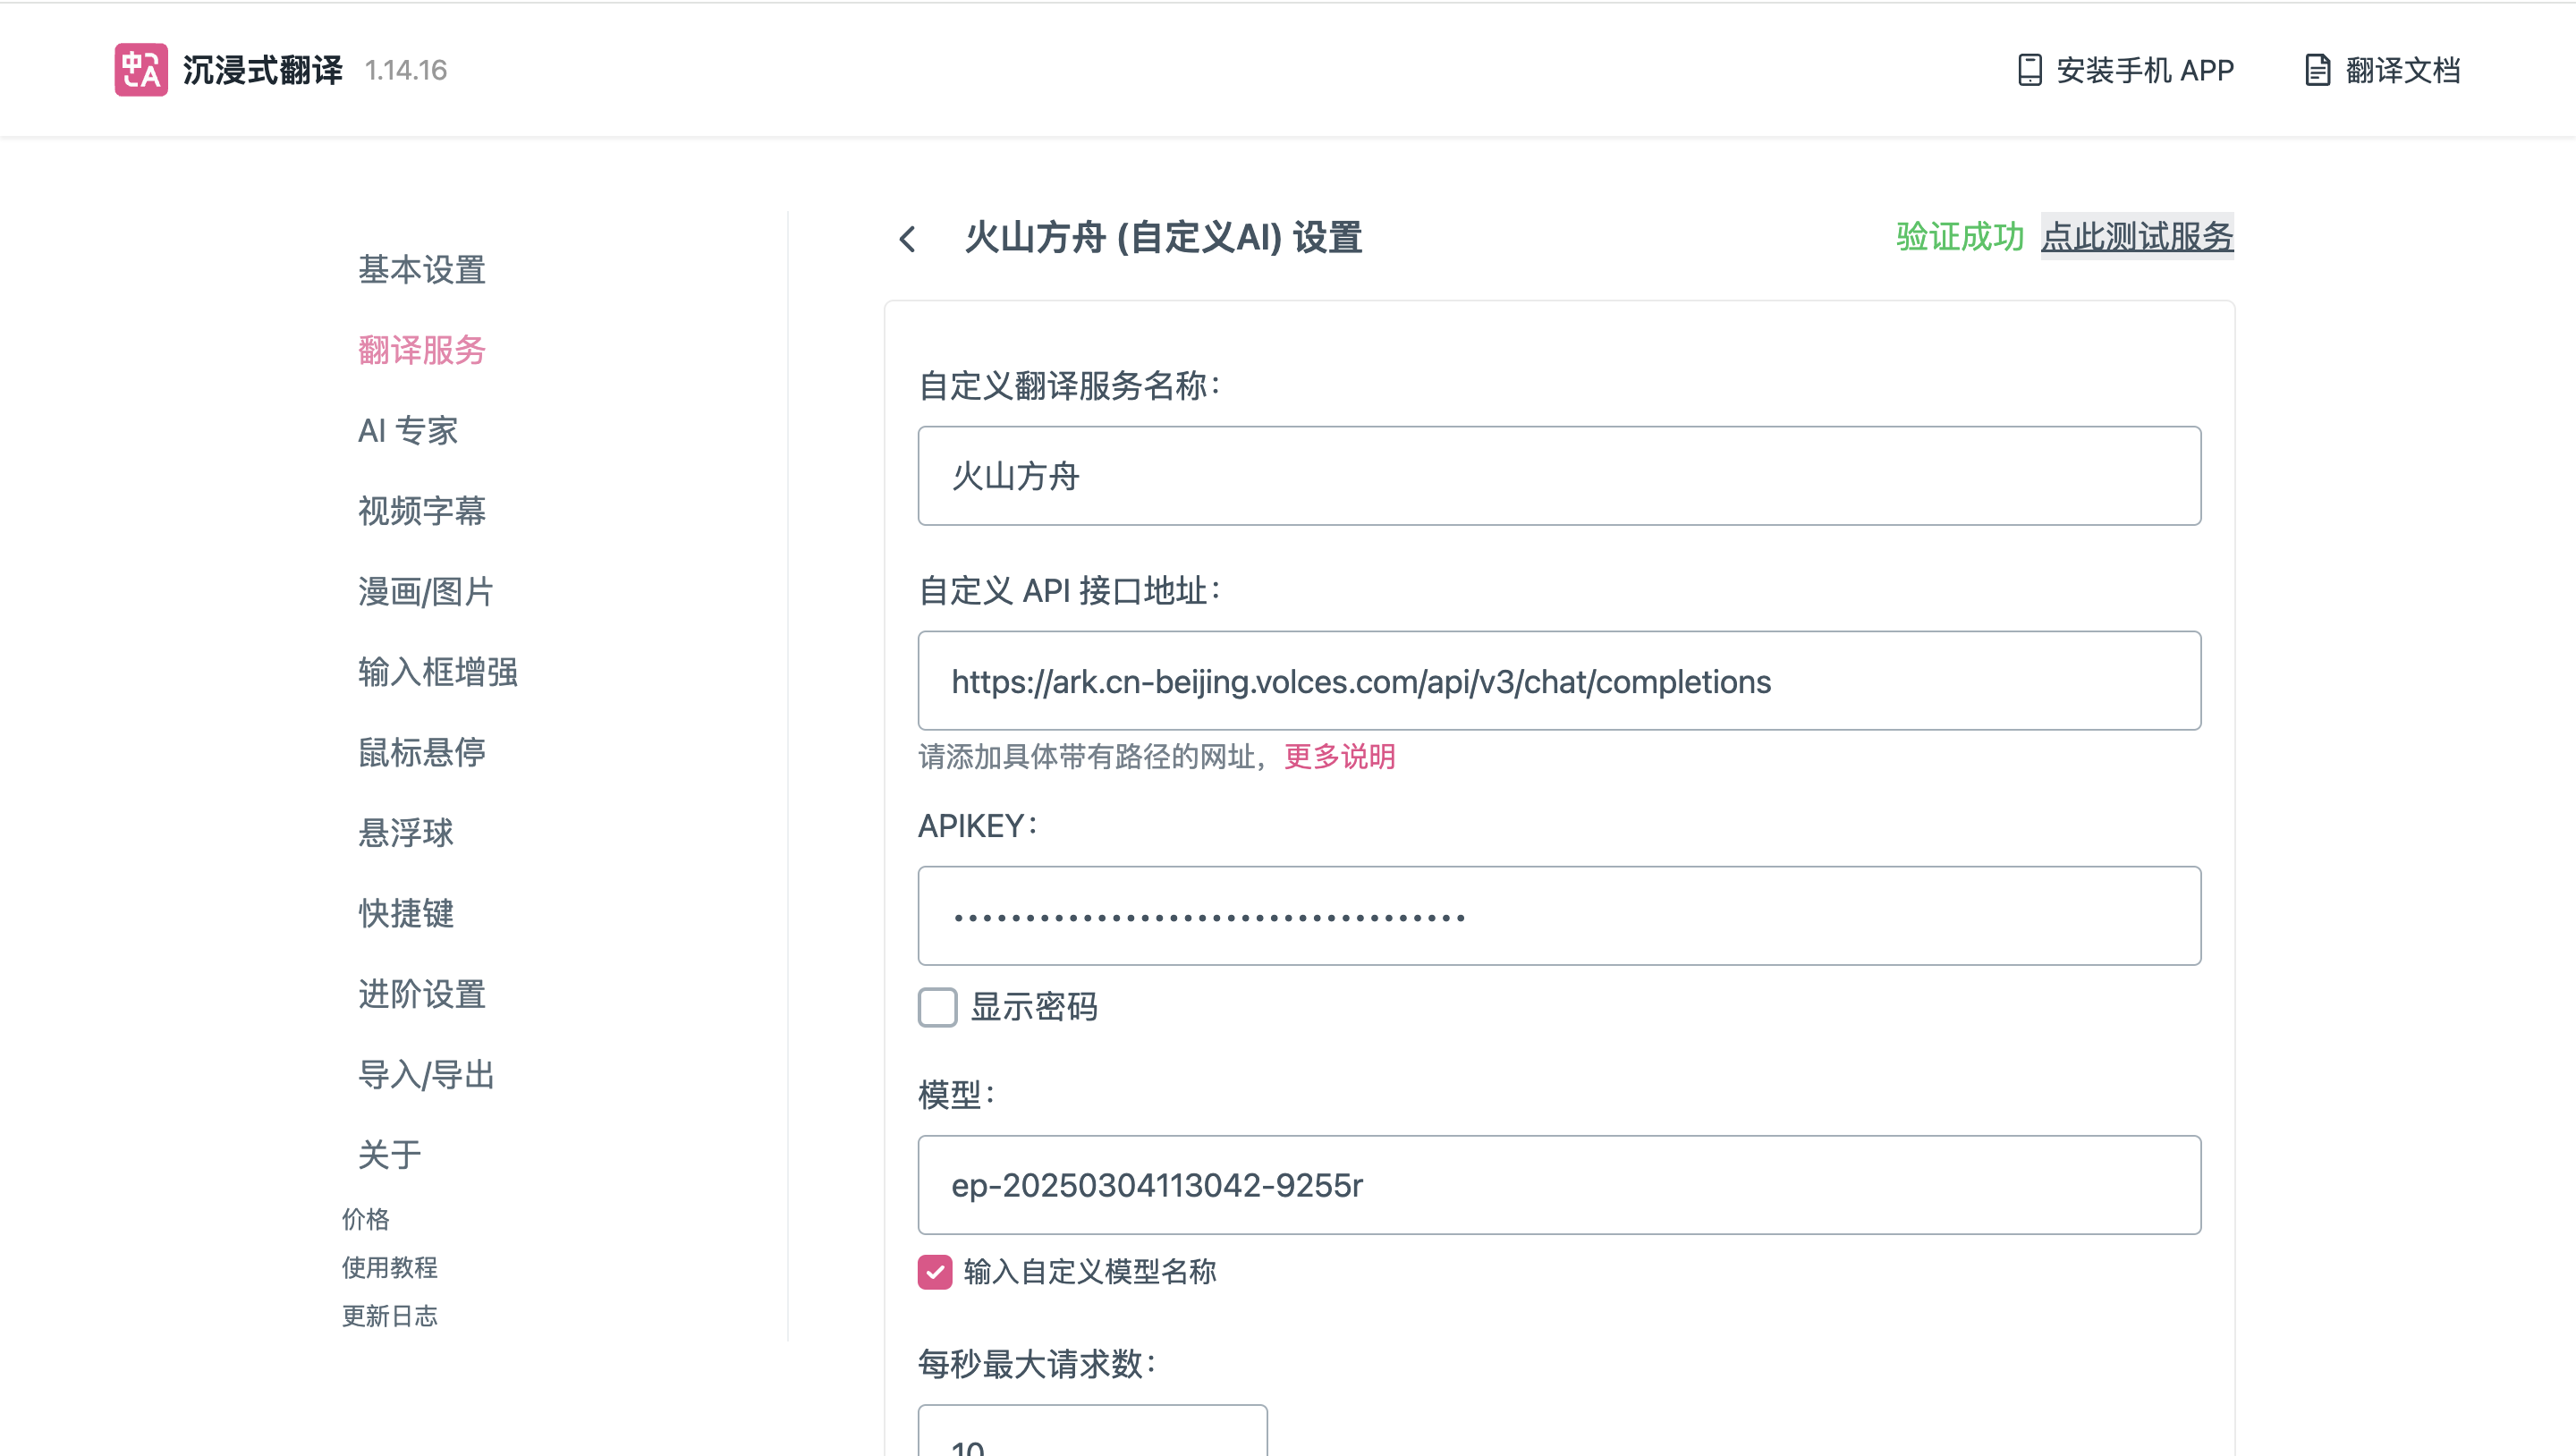 沉浸式翻译 1.14.16
安装手机 APP
翻译文档
基本设置
翻译服务
AI 专家
视频字幕
漫画/图片
输入框增强
鼠标悬停
悬浮球
快捷键
进阶设置
导入/导出
关于
价格
使用教程
更新日志
火山方舟 (自定义AI) 设置
验证成功 点此测试服务
自定义翻译服务名称：
火山方舟
自定义 API 接口地址：
https://ark.cn-beijing.volces.com/api/v3/chat/completions
请添加具体带有路径的网址，更多说明
APIKEY：
••••••••••••••••••••••••••••••••••••
显示密码
模型：
ep-20250304113042-9255r
输入自定义模型名称
每秒最大请求数：
10